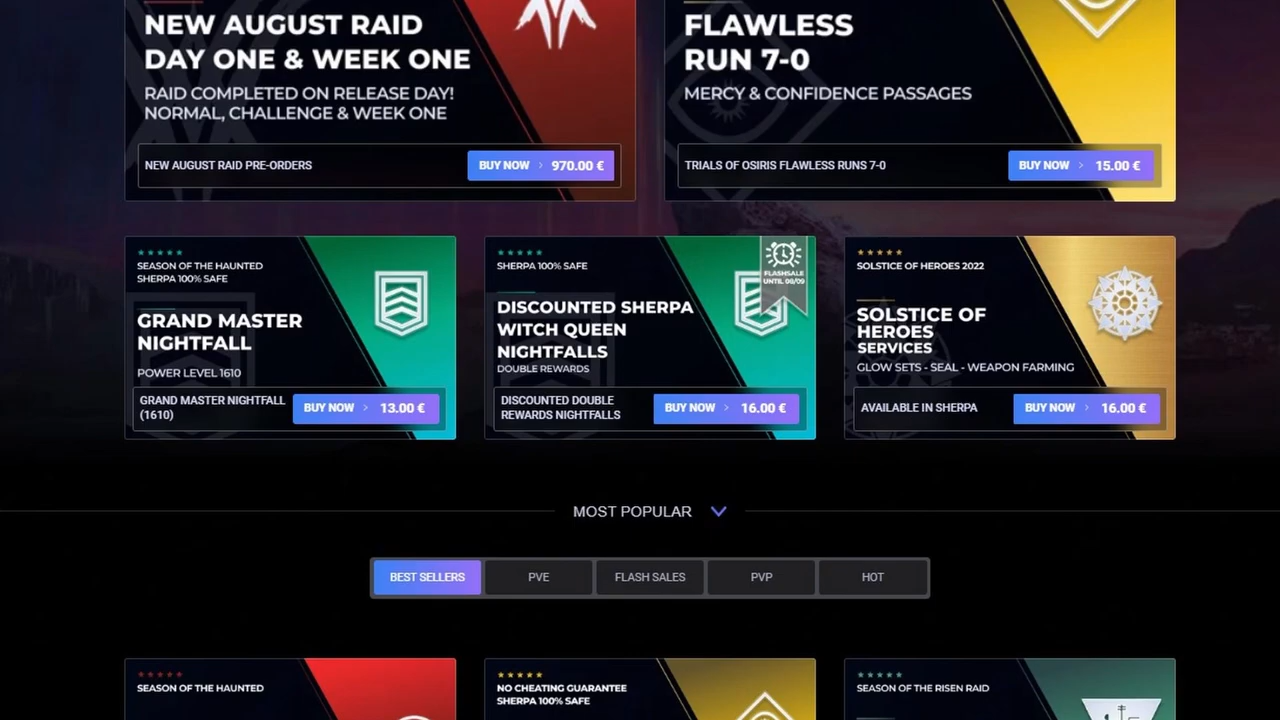 NEW AUGUST RAID
DAY ONE & WEEK ONE
RAID COMPLETED ON RELEASE DAY!
NORMAL, CHALLENGE & WEEK ONE
NEW AUGUST RAID PRE-ORDERS
BUY NOW > 970.00 €
FLAWLESS
RUN 7-0
MERCY & CONFIDENCE PASSAGES
TRIALS OF OSIRIS FLAWLESS RUNS 7-0
BUY NOW > 15.00 €
SEASON OF THE HAUNTED
SHERPA 100% SAFE
GRAND MASTER
NIGHTFALL
POWER LEVEL 1610
GRAND MASTER NIGHTFALL
(1610)
BUY NOW > 13.00 €
SHERPA 100% SAFE
FLASHSALE
UNTIL 09/09
DISCOUNTED SHERPA
WITCH QUEEN
NIGHTFALLS
DOUBLE REWARDS
DISCOUNTED DOUBLE
REWARDS NIGHTFALLS
BUY NOW > 16.00 €
SOLSTICE OF HEROES 2022
SOLSTICE OF
HEROES
SERVICES
GLOW SETS - SEAL - WEAPON FARMING
AVAILABLE IN SHERPA
BUY NOW > 16.00 €
MOST POPULAR
BEST SELLERS
PVE
FLASH SALES
PVP
HOT
SEASON OF THE HAUNTED
NO CHEATING GUARANTEE
SHERPA 100% SAFE
SEASON OF THE RISEN RAID